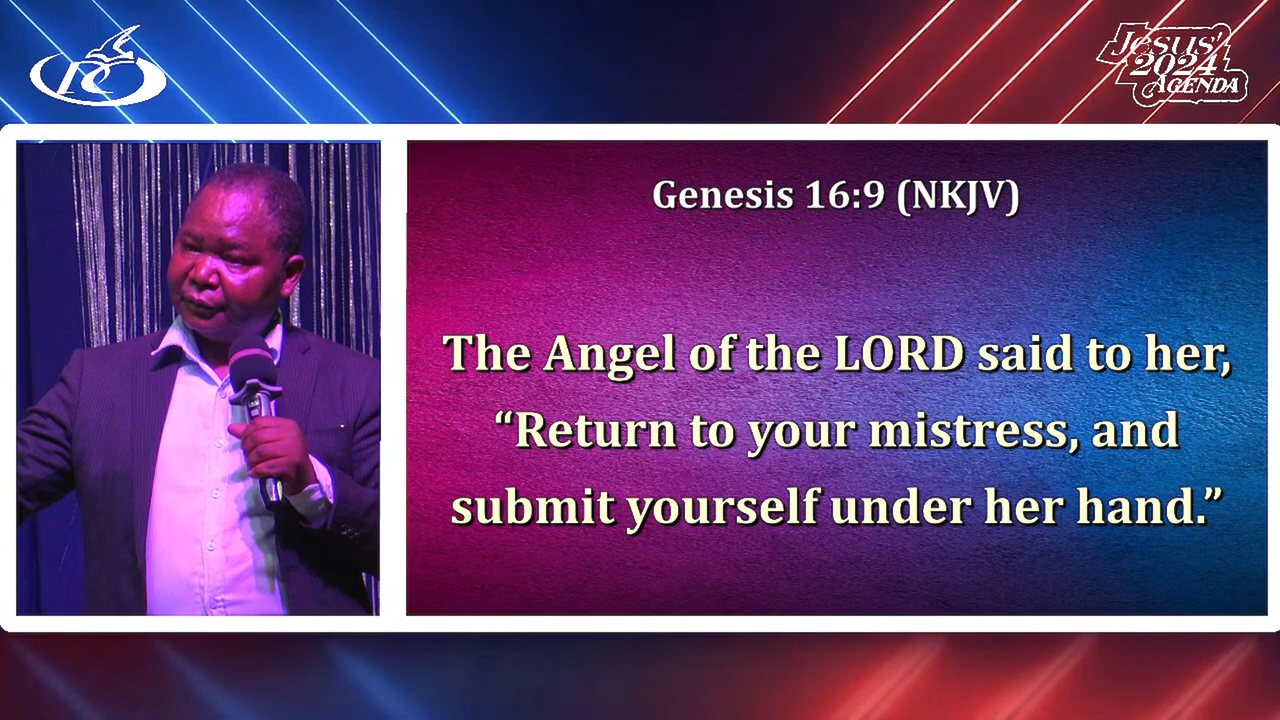 PC
Jesus'
2024
Agenda
Genesis 16:9 (NKJV)
The Angel of the LORD said to her,
“Return to your mistress, and
submit yourself under her hand.”